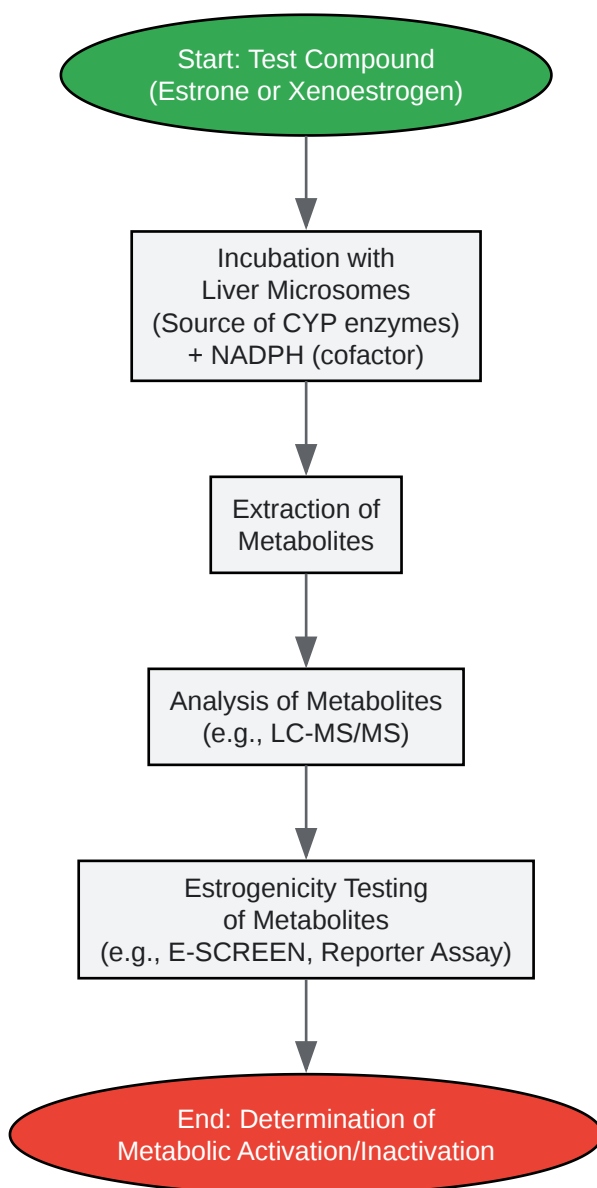 Start: Test Compound
(Estrone or Xenoestrogen)
Incubation with
Liver Microsomes
(Source of CYP enzymes)
+ NADPH (cofactor)
Extraction of
Metabolites
Analysis of Metabolites
(e.g., LC-MS/MS)
Estrogenicity Testing
of Metabolites
(e.g., E-SCREEN, Reporter Assay)
End: Determination of
Metabolic Activation/Inactivation